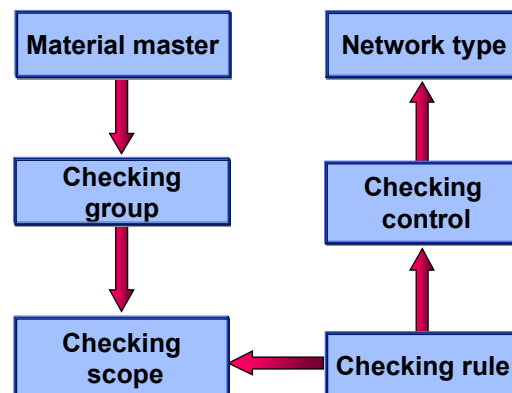 Material master
Network type
Checking
group
Checking
control
Checking
scope
Checking rule